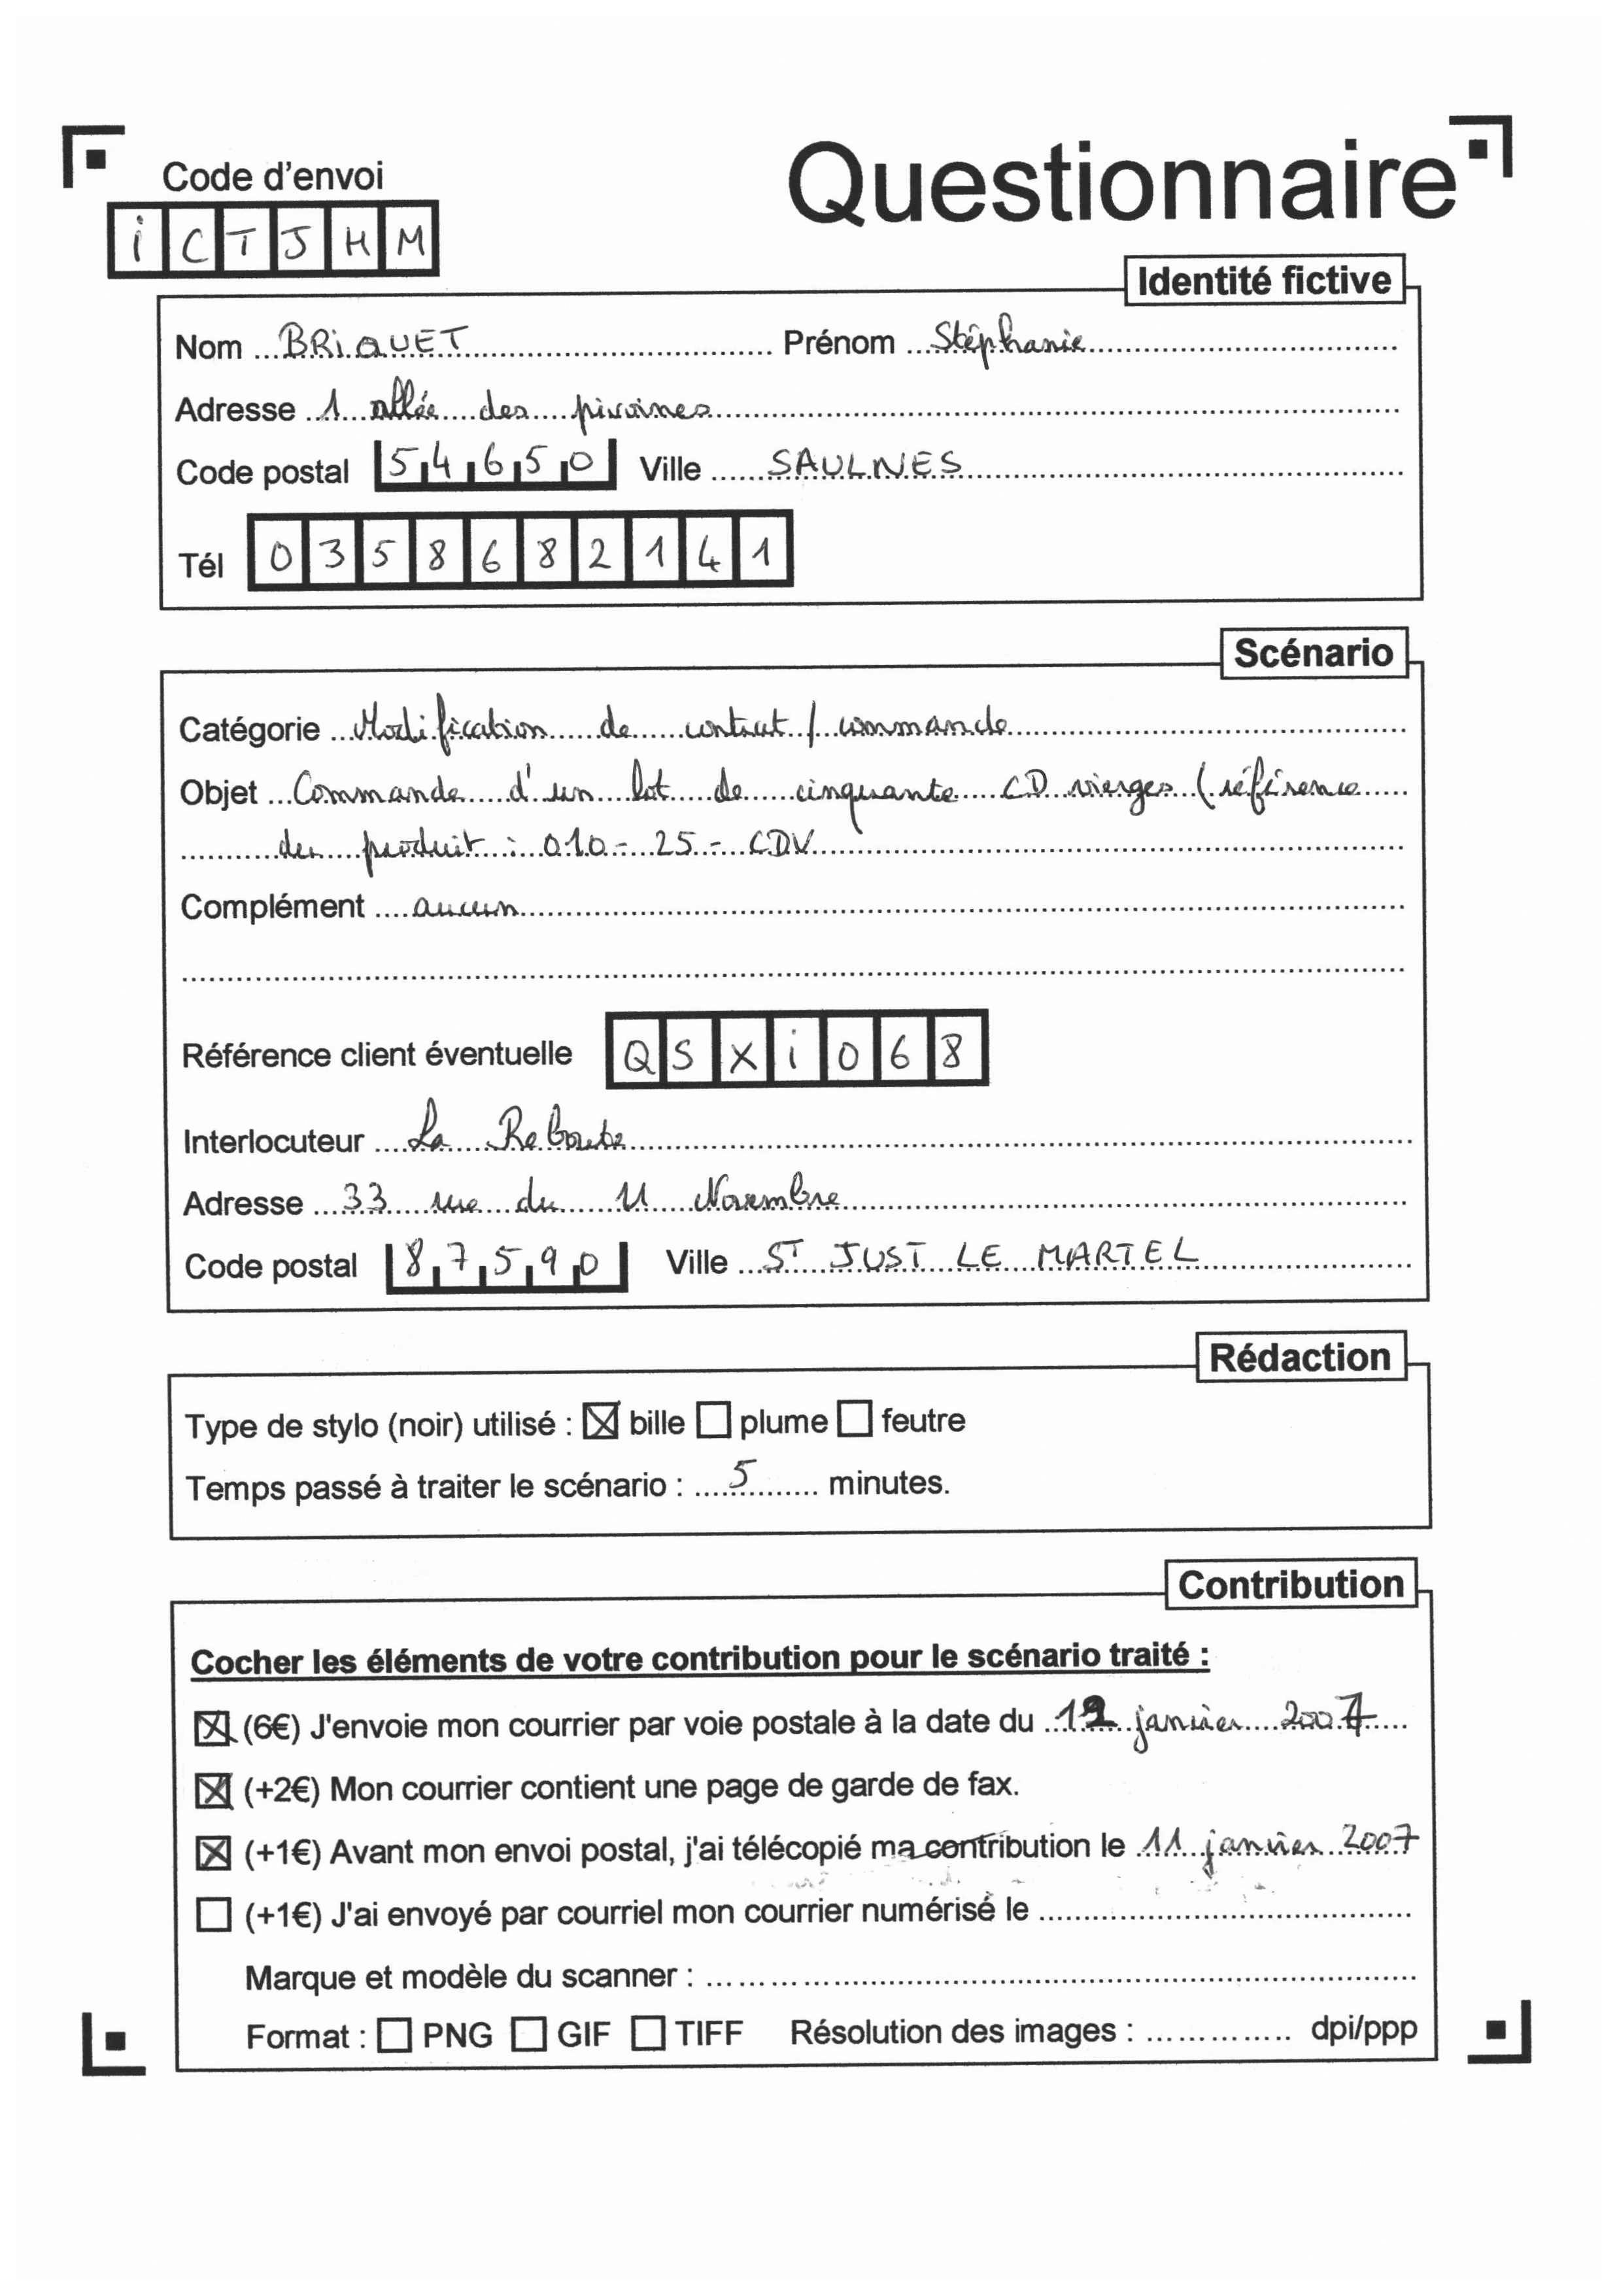 Code d'envoi
Questionnaire
i C T J H M
Identité fictive
Nom BRiQUET Prénom Stéphanie
Adresse 1 allée des pivoines
Code postal 54650 Ville SAULNES
Tél 0358682141
Scénario
Catégorie Modification de contrat / commande
Objet Commande d'un lot de cinquante CD vierges (référence
du produit : 010 - 25 - CDV
Complément aucun
Référence client éventuelle QSXi068
Interlocuteur La Reboute
Adresse 33 rue du 11 Novembre
Code postal 87590 Ville ST JUST LE MARTEL
Rédaction
Type de stylo (noir) utilisé : ☒ bille ☐ plume ☐ feutre
Temps passé à traiter le scénario : 5 minutes.
Contribution
Cocher les éléments de votre contribution pour le scénario traité :
☒ (6€) J'envoie mon courrier par voie postale à la date du 12 janvier 2007
☒ (+2€) Mon courrier contient une page de garde de fax.
☒ (+1€) Avant mon envoi postal, j'ai télécopié ma contribution le 11 janvier 2007
☐ (+1€) J'ai envoyé par courriel mon courrier numérisé le
Marque et modèle du scanner :
Format : ☐ PNG ☐ GIF ☐ TIFF Résolution des images : dpi/ppp